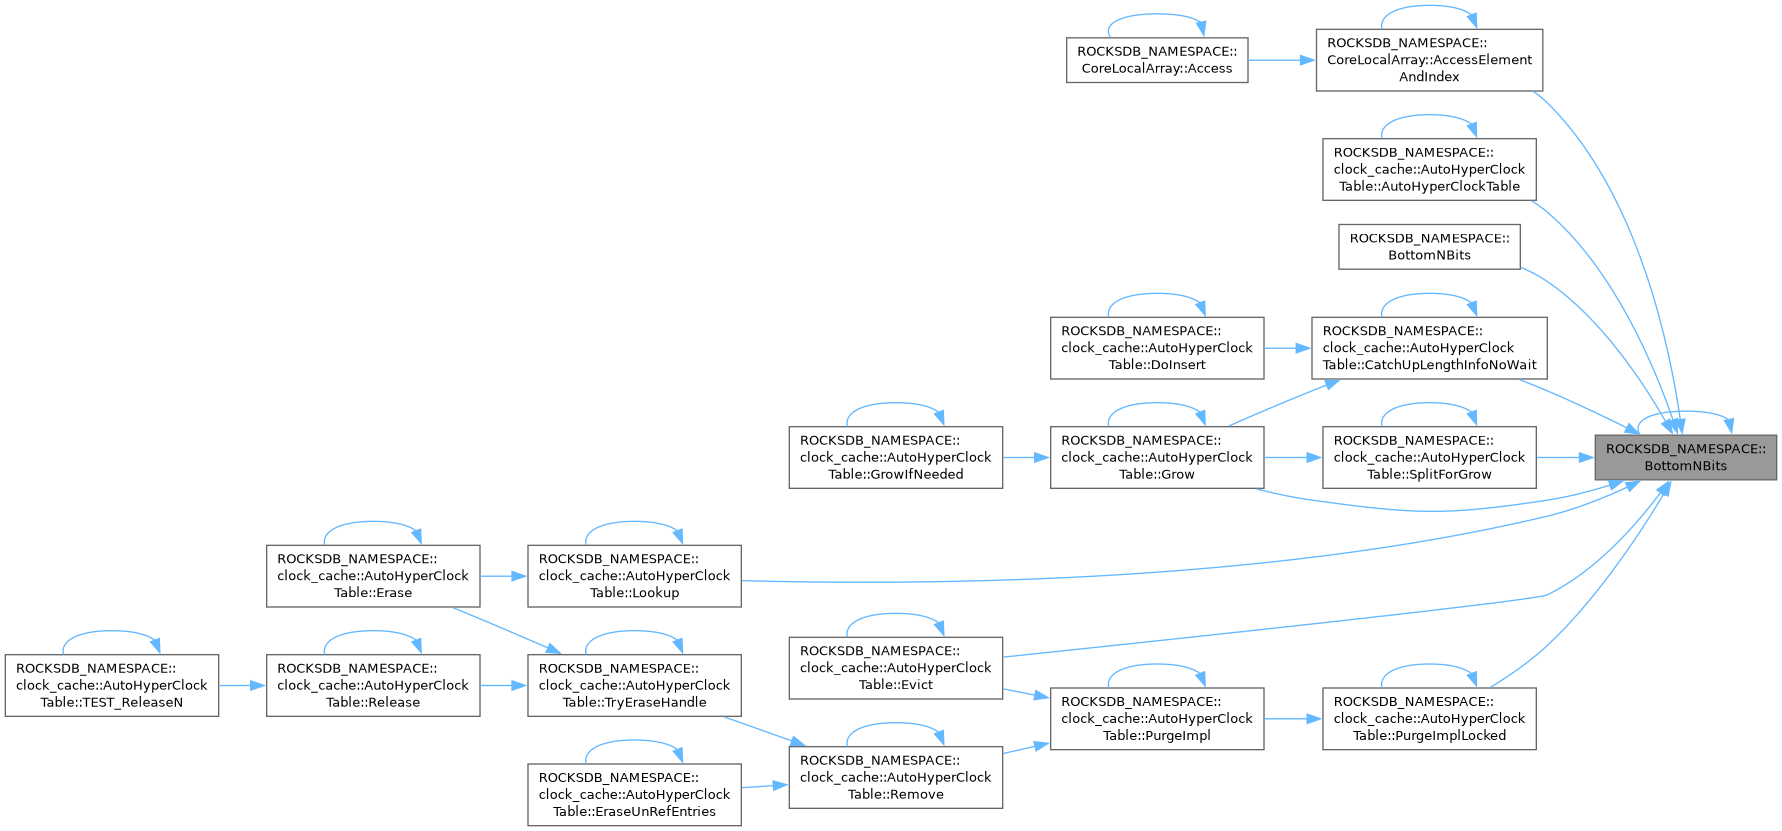 ROCKSDB_NAMESPACE::
CoreLocalArray::Access
ROCKSDB_NAMESPACE::
CoreLocalArray::AccessElement
AndIndex
ROCKSDB_NAMESPACE::
clock_cache::AutoHyperClock
Table::AutoHyperClockTable
ROCKSDB_NAMESPACE::
BottomNBits
ROCKSDB_NAMESPACE::
clock_cache::AutoHyperClock
Table::DoInsert
ROCKSDB_NAMESPACE::
clock_cache::AutoHyperClock
Table::CatchUpLengthInfoNoWait
ROCKSDB_NAMESPACE::
clock_cache::AutoHyperClock
Table::GrowIfNeeded
ROCKSDB_NAMESPACE::
clock_cache::AutoHyperClock
Table::Grow
ROCKSDB_NAMESPACE::
clock_cache::AutoHyperClock
Table::SplitForGrow
ROCKSDB_NAMESPACE::
BottomNBits
ROCKSDB_NAMESPACE::
clock_cache::AutoHyperClock
Table::Erase
ROCKSDB_NAMESPACE::
clock_cache::AutoHyperClock
Table::Lookup
ROCKSDB_NAMESPACE::
clock_cache::AutoHyperClock
Table::TEST_ReleaseN
ROCKSDB_NAMESPACE::
clock_cache::AutoHyperClock
Table::Release
ROCKSDB_NAMESPACE::
clock_cache::AutoHyperClock
Table::TryEraseHandle
ROCKSDB_NAMESPACE::
clock_cache::AutoHyperClock
Table::Evict
ROCKSDB_NAMESPACE::
clock_cache::AutoHyperClock
Table::PurgeImpl
ROCKSDB_NAMESPACE::
clock_cache::AutoHyperClock
Table::PurgeImplLocked
ROCKSDB_NAMESPACE::
clock_cache::AutoHyperClock
Table::EraseUnRefEntries
ROCKSDB_NAMESPACE::
clock_cache::AutoHyperClock
Table::Remove